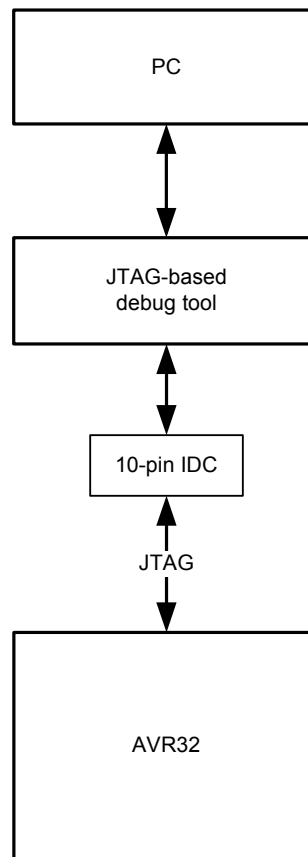 PC
JTAG-based
debug tool
10-pin IDC
JTAG
AVR32